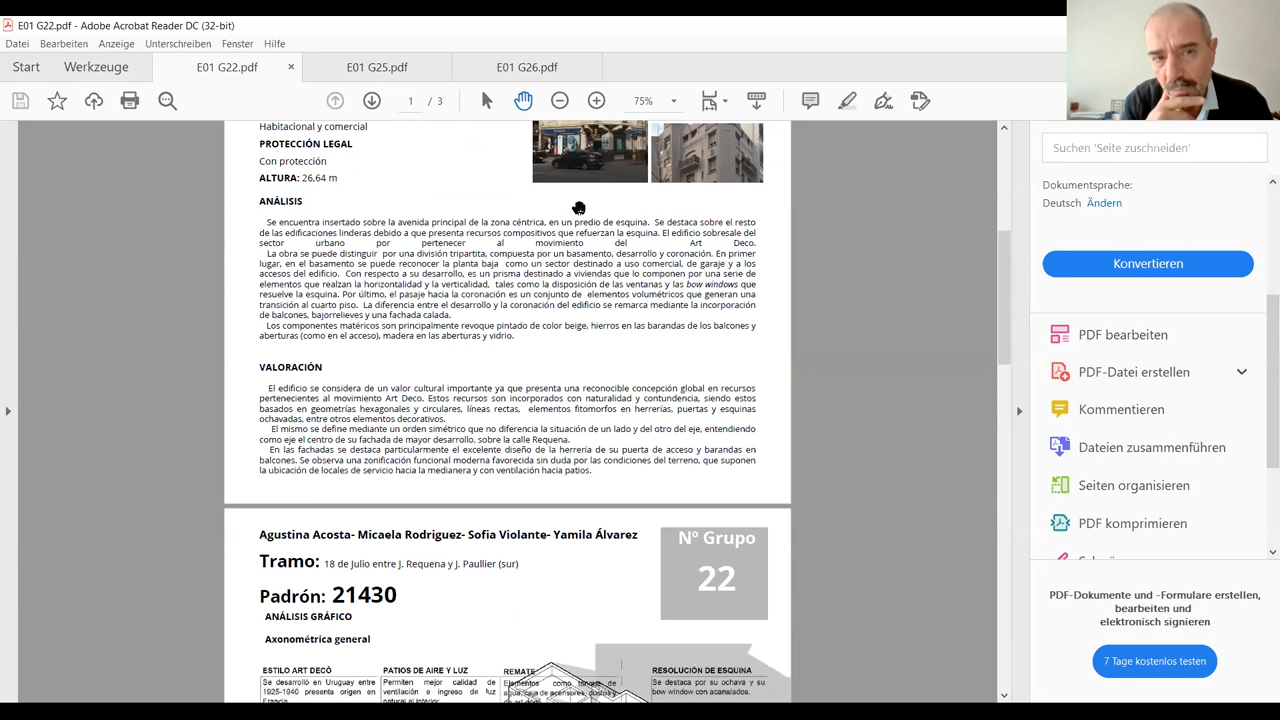 E01 G22.pdf - Adobe Acrobat Reader DC (32-bit)
Datei Bearbeiten Anzeige Unterschreiben Fenster Hilfe
Start Werkzeuge E01 G22.pdf × E01 G25.pdf E01 G26.pdf
1 / 3 75%
Habitacional y comercial
PROTECCIÓN LEGAL
Con protección
ALTURA: 26,64 m
ANÁLISIS
Se encuentra insertado sobre la avenida principal de la zona céntrica, en un predio de esquina. Se destaca sobre el resto
de las edificaciones linderas debido a que presenta recursos compositivos que refuerzan la esquina. El edificio sobresale del
sector urbano por pertenecer al movimiento del Art Deco.
La obra se puede distinguir por una división tripartita, compuesta por un basamento, desarrollo y coronación. En primer
lugar, en el basamento se puede reconocer la planta baja como un sector destinado a uso comercial, de garaje y a los
accesos del edificio. Con respecto a su desarrollo, es un prisma destinado a viviendas que lo componen por una serie de
elementos que realzan la horizontalidad y la verticalidad, tales como la disposición de las ventanas y las bow windows que
resuelve la esquina. Por último, el pasaje hacia la coronación es un conjunto de elementos volumétricos que generan una
transición al cuarto piso. La diferencia entre el desarrollo y la coronación del edificio se remarca mediante la incorporación
de balcones, bajorrelieves y una fachada calada.
Los componentes matéricos son principalmente revoque pintado de color beige, hierros en las barandas de los balcones y
aberturas (como en el acceso), madera en las aberturas y vidrio.
VALORACIÓN
El edificio se considera de un valor cultural importante ya que presenta una reconocible concepción global en recursos
pertenecientes al movimiento Art Deco. Estos recursos son incorporados con naturalidad y contundencia, siendo estos
basados en geometrías hexagonales y circulares, líneas rectas, elementos fitomorfos en herrerías, puertas y esquinas
ochavadas, entre otros elementos decorativos.
El mismo se define mediante un orden simétrico que no diferencia la situación de un lado y del otro del eje, entendiendo
como eje el centro de su fachada de mayor desarrollo, sobre la calle Requena.
En las fachadas se destaca particularmente el excelente diseño de la herrería de su puerta de acceso y barandas en
balcones. Se observa una zonificación funcional moderna favorecida sin duda por las condiciones del terreno, que suponen
la ubicación de locales de servicio hacia la medianera y con ventilación hacia patios.
Agustina Acosta- Micaela Rodriguez- Sofia Violante- Yamila Álvarez
Nº Grupo
22
Tramo: 18 de Julio entre J. Requena y J. Paullier (sur)
Padrón: 21430
ANÁLISIS GRÁFICO
Axonométrica general
ESTILO ART DECÓ
Se desarrolló en Uruguay entre
1925-1940 presenta origen en
Francia
PATIOS DE AIRE Y LUZ
Permiten mejor calidad de
ventilación e ingreso de luz
natural al interior
REMATE
Elementos como tanque de
agua, caja de ascensores, ductos y
RESOLUCIÓN DE ESQUINA
Se destaca por su ochava y su
bow window con acanalados.
Suchen 'Seite zuschneiden'
Dokumentsprache:
Deutsch Ändern
Konvertieren
PDF bearbeiten
PDF-Datei erstellen
Kommentieren
Dateien zusammenführen
Seiten organisieren
PDF komprimieren
PDF-Dokumente und -Formulare erstellen,
bearbeiten und
elektronisch signieren
7 Tage kostenlos testen